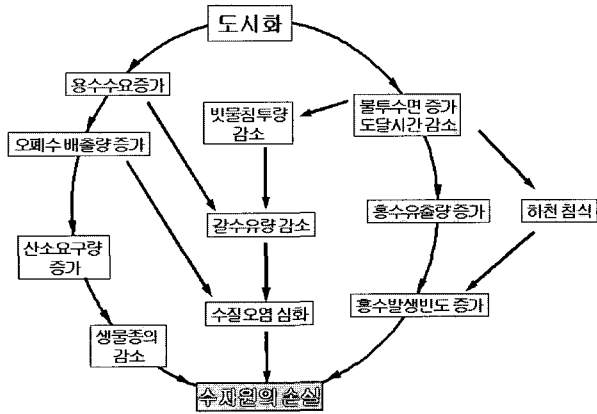 도시화
용수수요증가
빗물침투량
감소
불투수면 증가
도달시간 감소
오폐수 배출량 증가
갈수유량 감소
홍수유출량 증가
하천 침식
산소요구량
증가
수질오염 심화
홍수발생빈도 증가
생물종의
감소
수자원의 손실